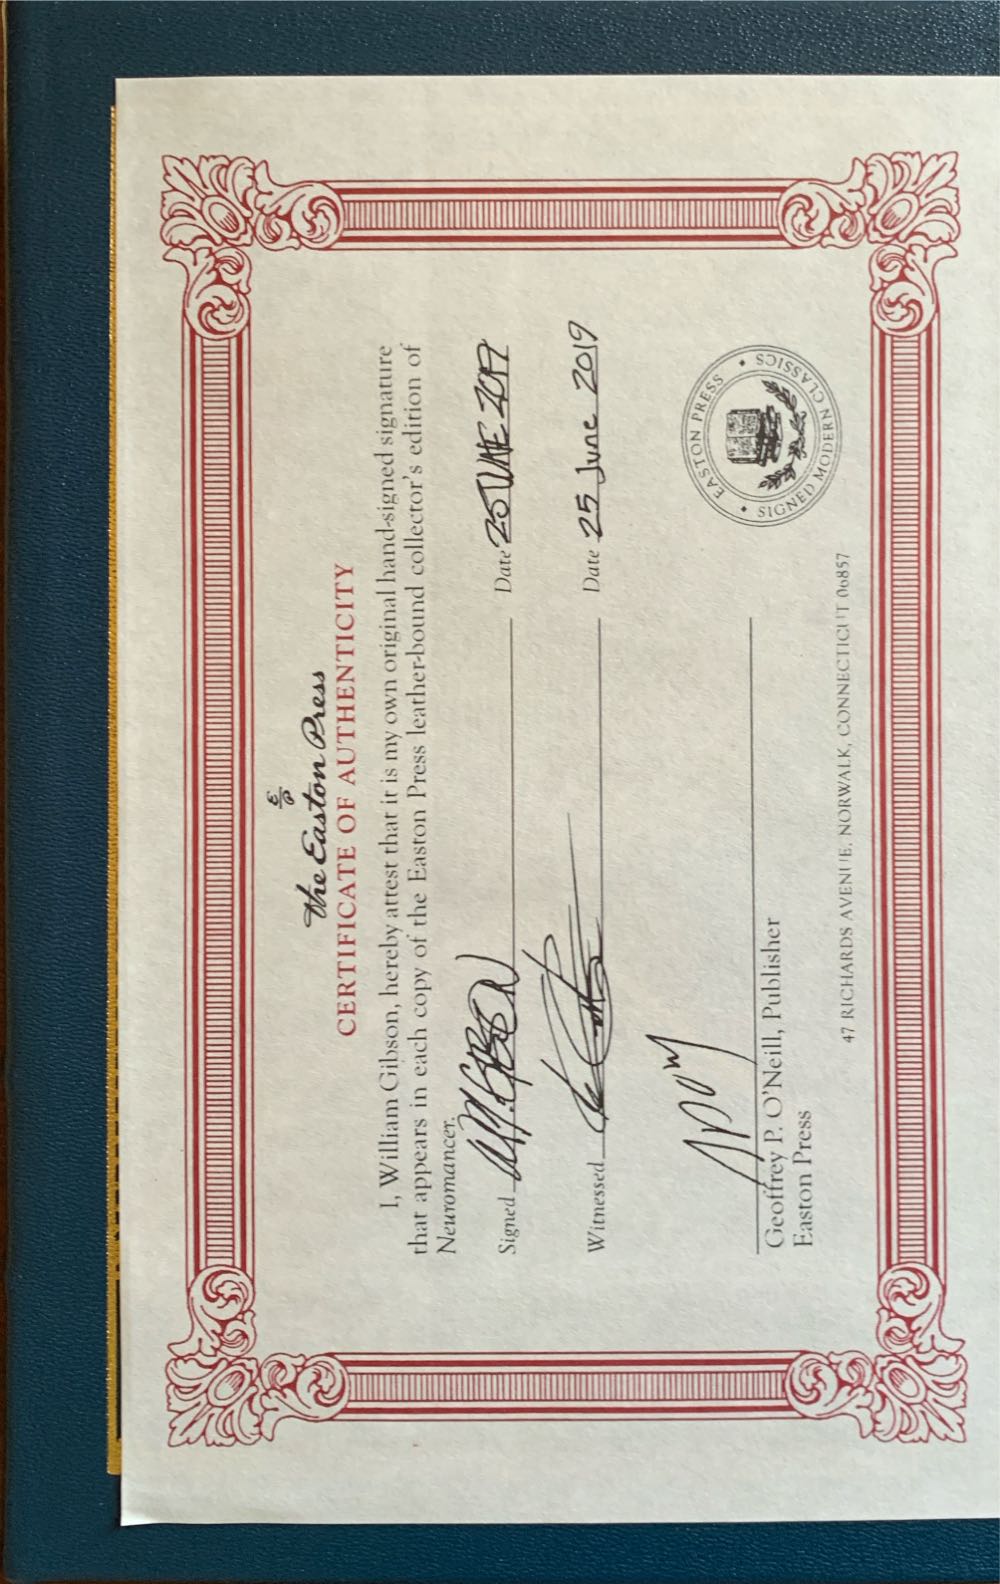 E/P
The Easton Press
CERTIFICATE OF AUTHENTICITY
I, William Gibson, hereby attest that it is my own original hand-signed signature
that appears in each copy of the Easton Press leather-bound collector's edition of
Neuromancer.
Signed Date 25 JUNE 2019
Witnessed Date 25 June 2019
Geoffrey P. O'Neill, Publisher
Easton Press
EASTON PRESS • SIGNED MODERN CLASSICS •
47 RICHARDS AVENUE, NORWALK, CONNECTICUT 06857